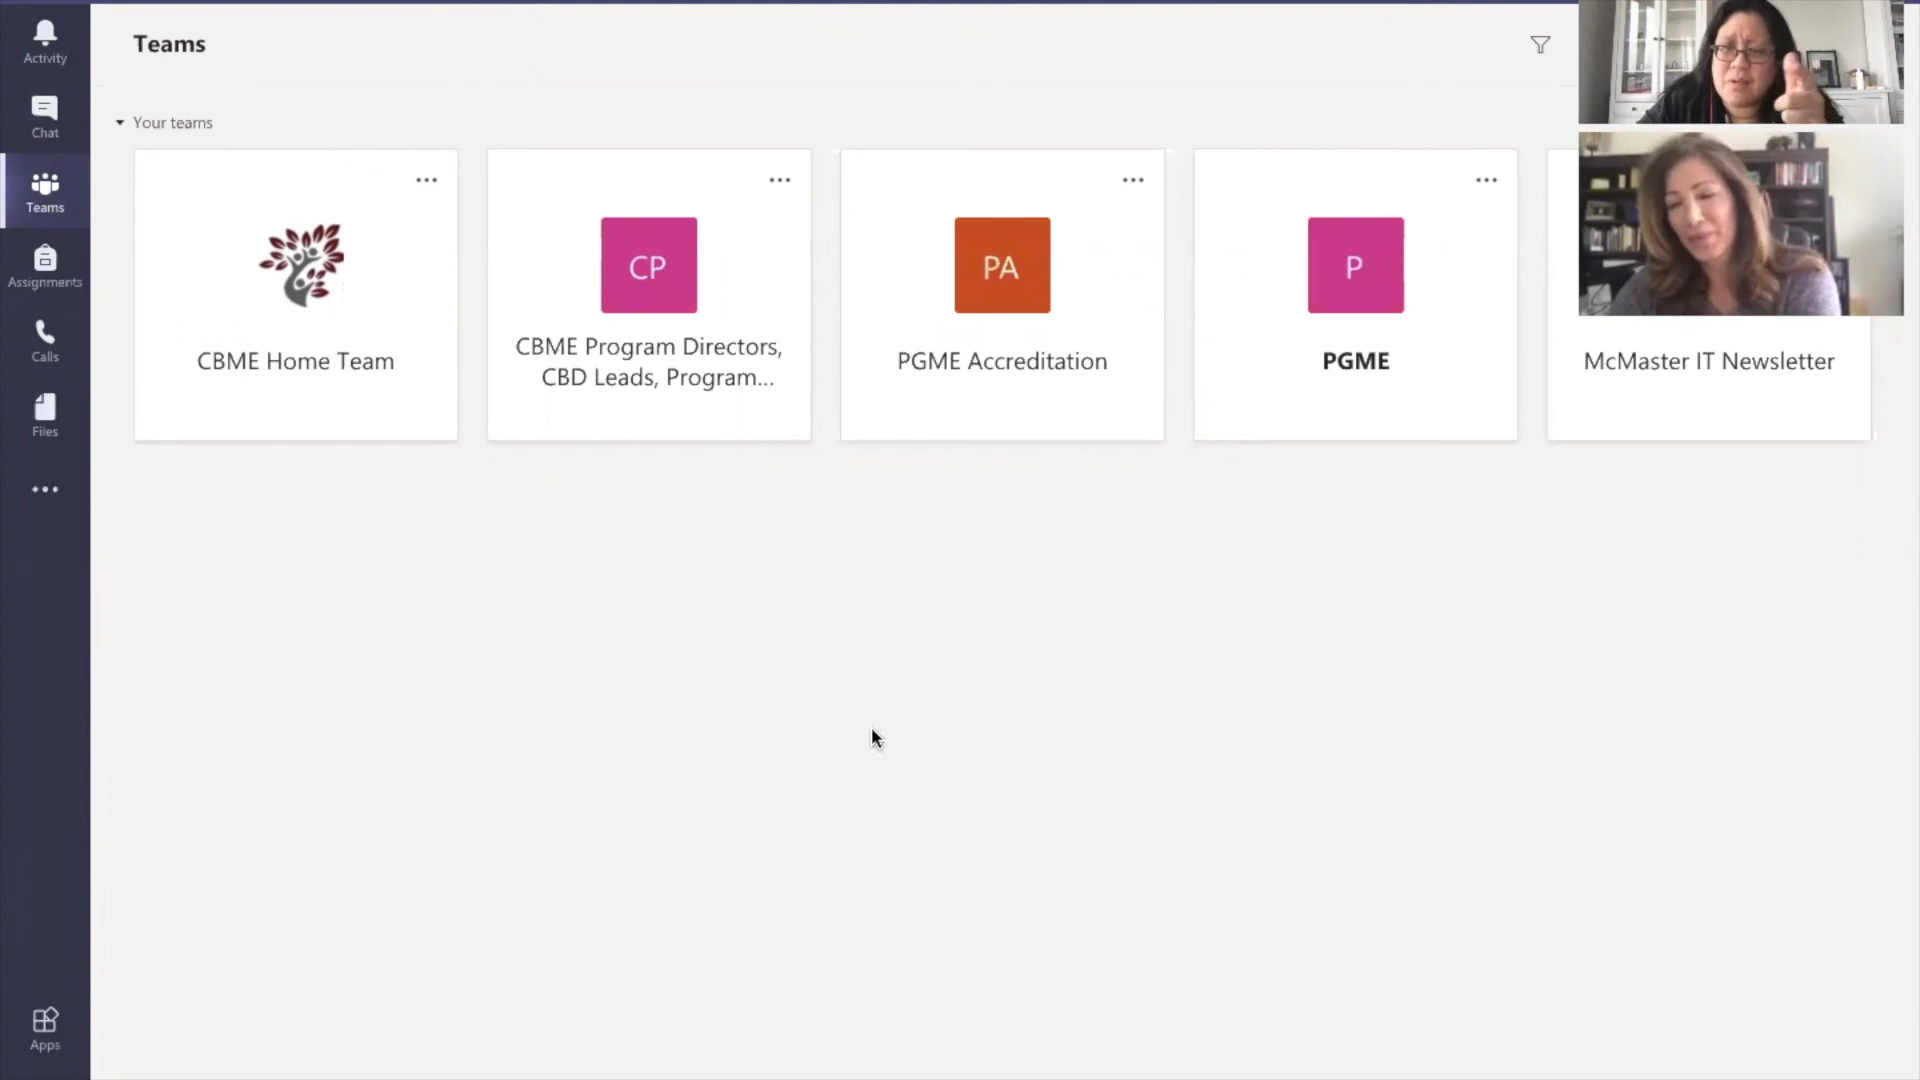 Activity
Chat
Teams
Assignments
Calls
Files
Apps
Teams
Your teams
CBME Home Team
CP
CBME Program Directors,
CBD Leads, Program...
PA
PGME Accreditation
P
PGME
McMaster IT Newsletter